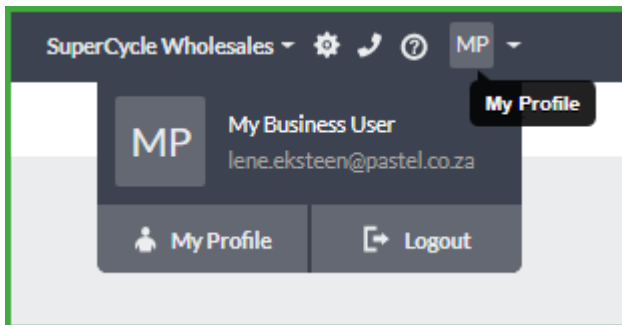 SuperCycle Wholesales MP
My Profile
MP
My Business User
lene.eksteen@pastel.co.za
My Profile Logout